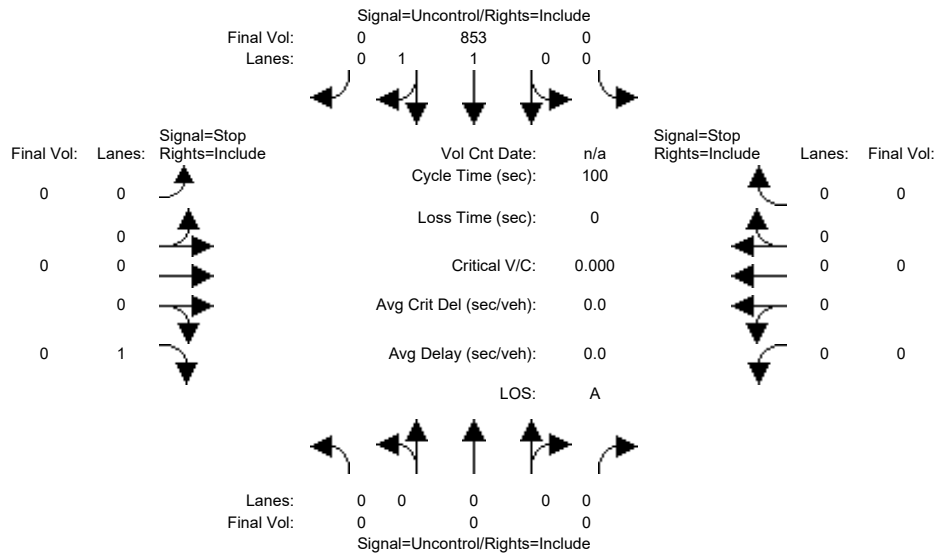 Signal=Uncontrol/Rights=Include
Final Vol: 0 853 0
Lanes: 0 1 1 0 0
Signal=Stop Signal=Stop
Final Vol: Lanes: Rights=Include Vol Cnt Date: n/a Rights=Include Lanes: Final Vol:
Cycle Time (sec): 100
0 0 0 0
Loss Time (sec): 0
0 0
0 0 Critical V/C: 0.000 0 0
0 Avg Crit Del (sec/veh): 0.0 0
0 1 Avg Delay (sec/veh): 0.0 0 0
LOS: A
Lanes: 0 0 0 0 0
Final Vol: 0 0 0
Signal=Uncontrol/Rights=Include